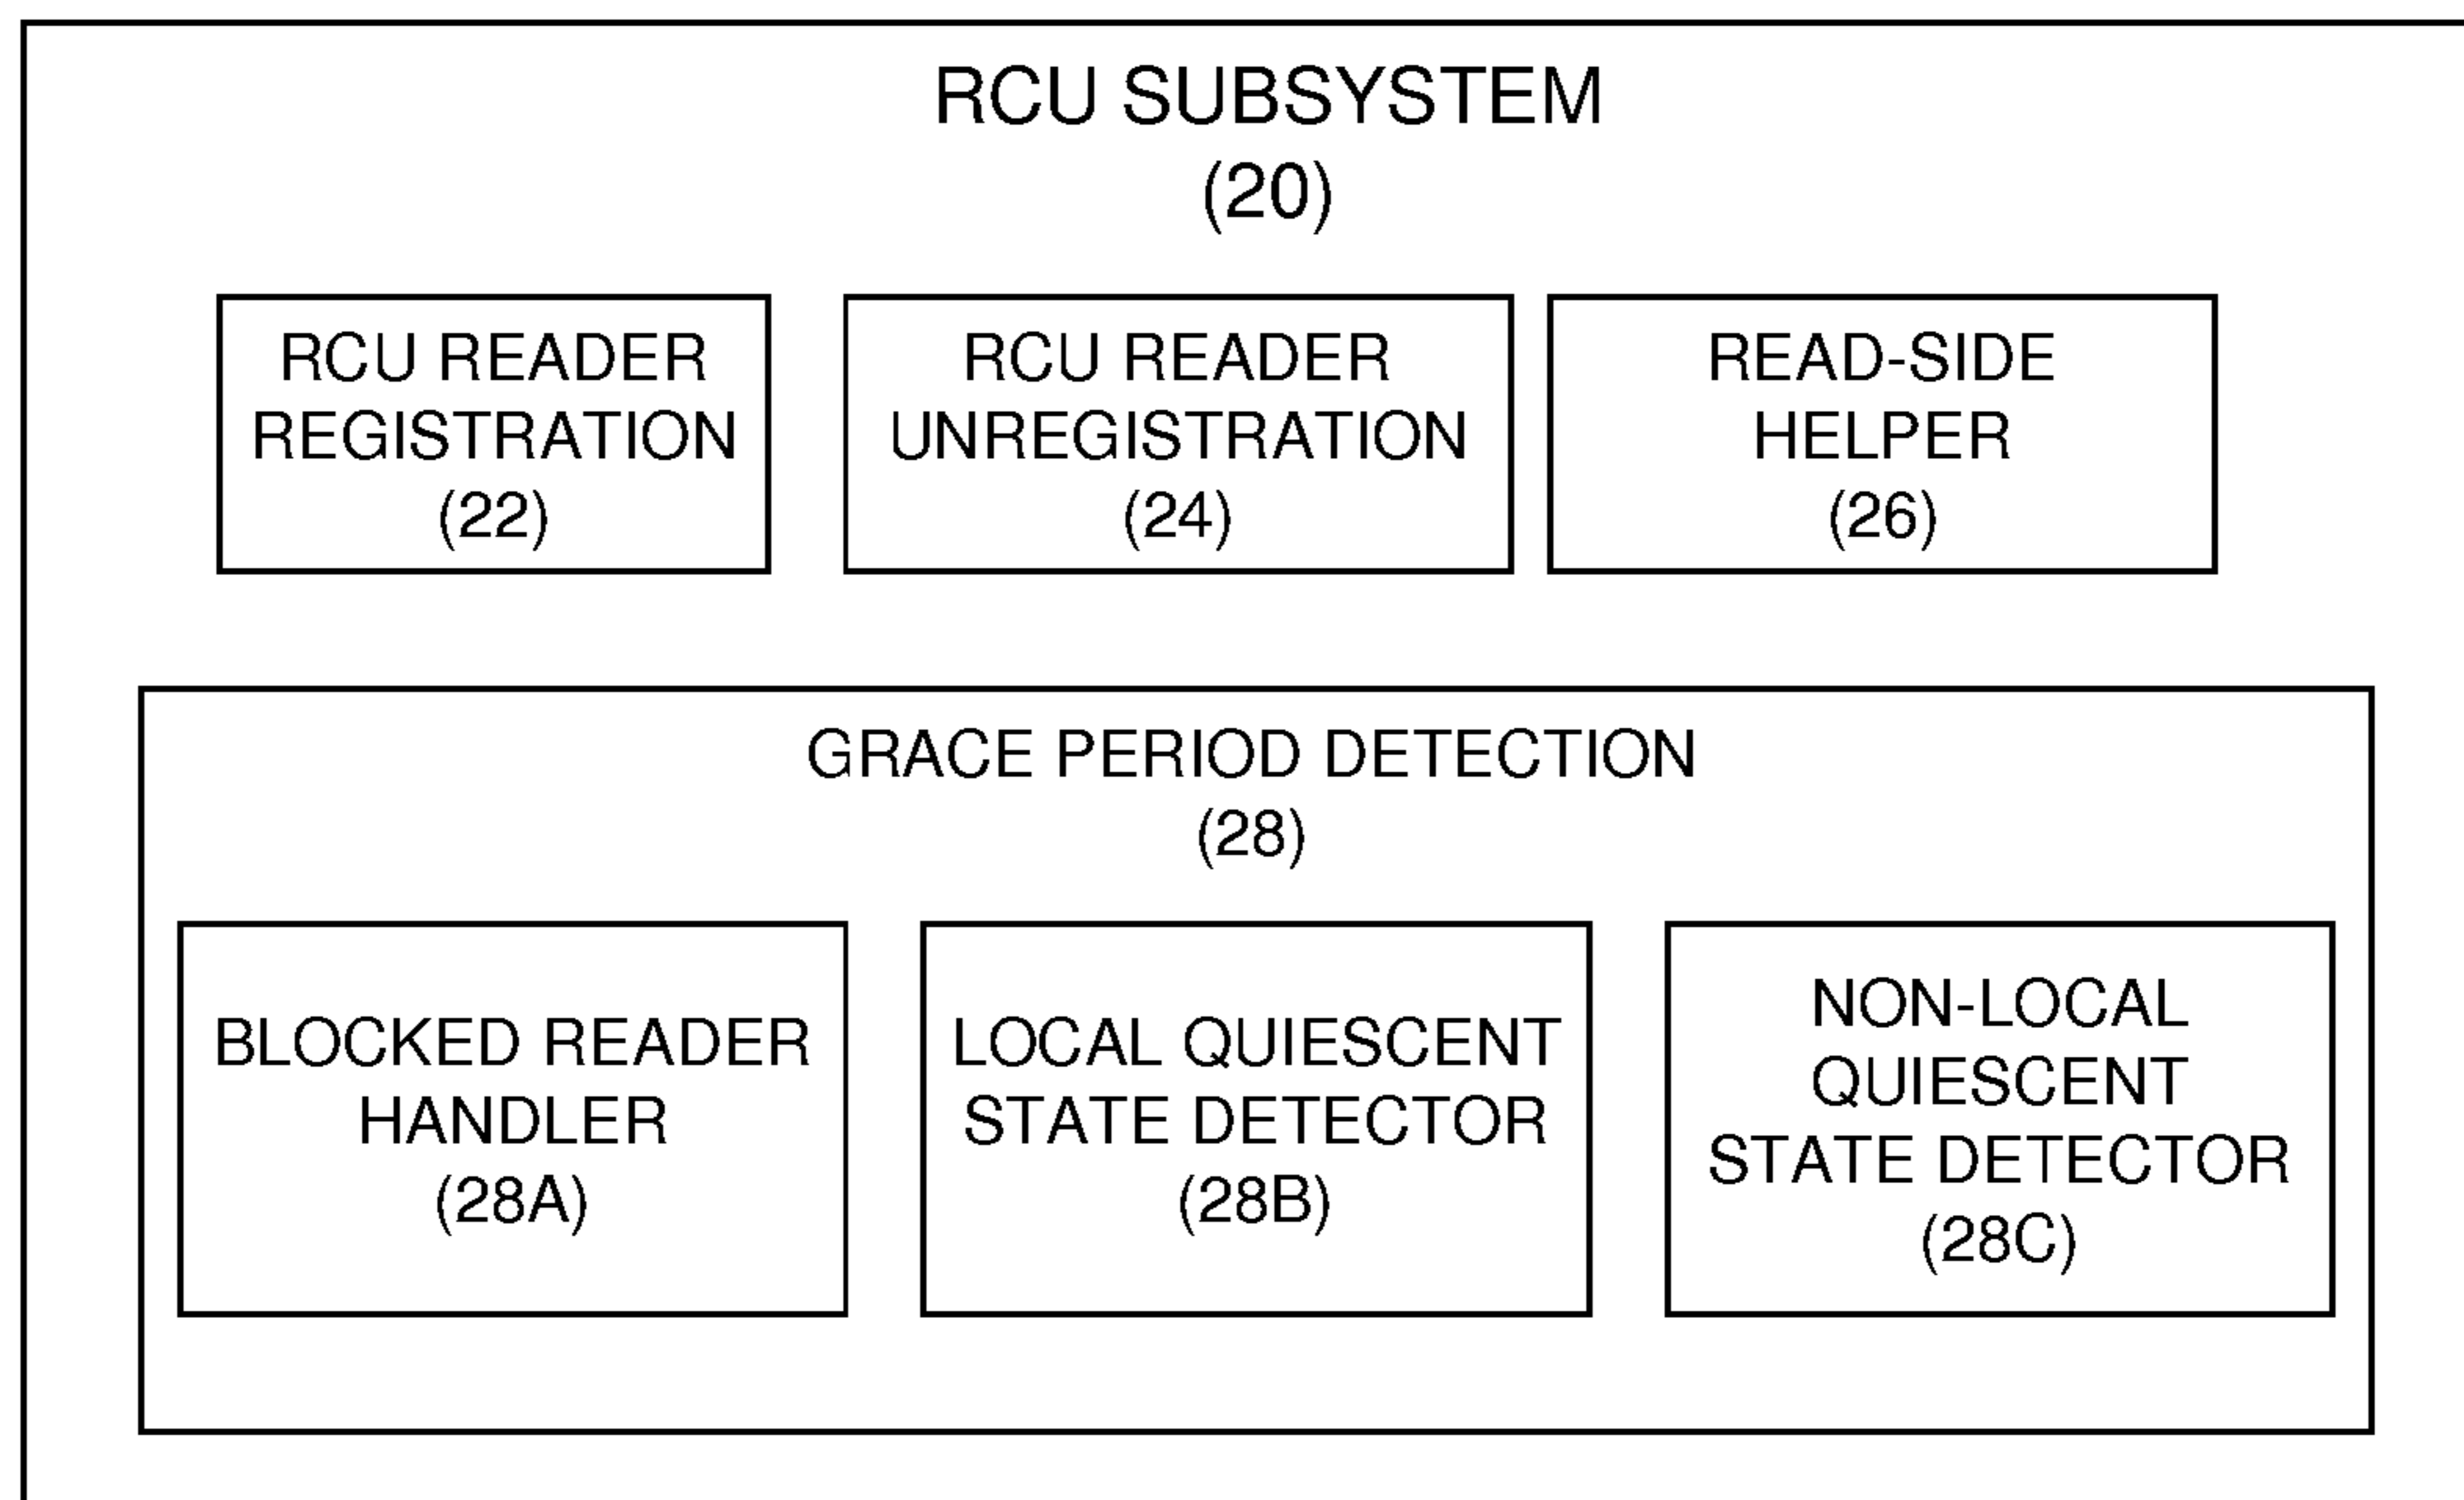 RCU SUBSYSTEM
(20)
RCU READER
REGISTRATION
(22)
RCU READER
UNREGISTRATION
(24)
READ-SIDE
HELPER
(26)
GRACE PERIOD DETECTION
(28)
BLOCKED READER
HANDLER
(28A)
LOCAL QUIESCENT
STATE DETECTOR
(28B)
NON-LOCAL
QUIESCENT
STATE DETECTOR
(28C)